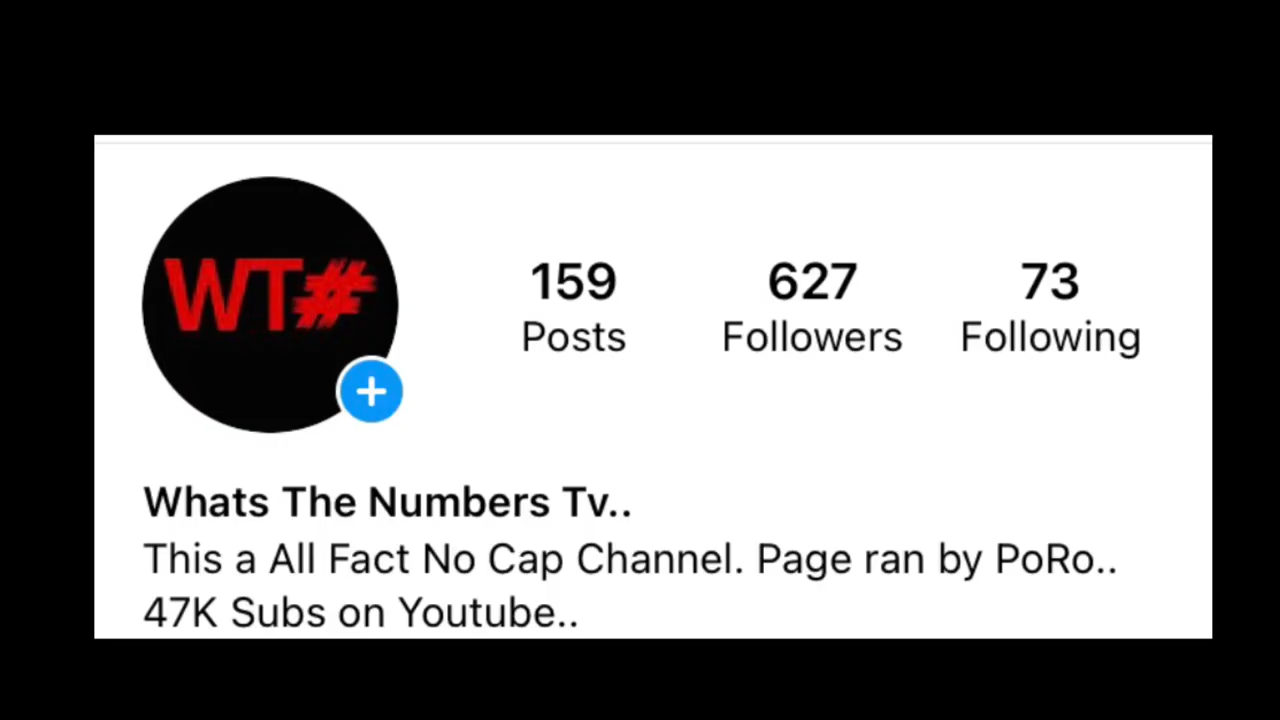 WT#
159 627 73
Posts Followers Following
Whats The Numbers Tv..
This a All Fact No Cap Channel. Page ran by PoRo..
47K Subs on Youtube..